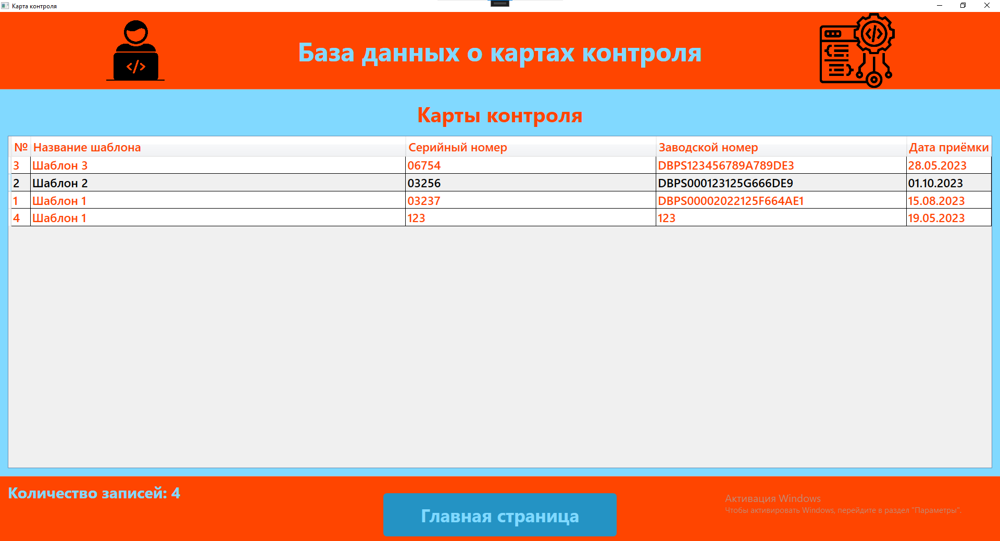 Карта контроля
База данных о картах контроля
Карты контроля
№ Название шаблона Серийный номер Заводской номер Дата приёмки
3 Шаблон 3 06754 DBPS123456789A789DE3 28.05.2023
2 Шаблон 2 03256 DBPS000123125G666DE9 01.10.2023
1 Шаблон 1 03237 DBPS00002022125F664AE1 15.08.2023
4 Шаблон 1 123 123 19.05.2023
Количество записей: 4
Главная страница
Активация Windows
Чтобы активировать Windows, перейдите в раздел "Параметры".